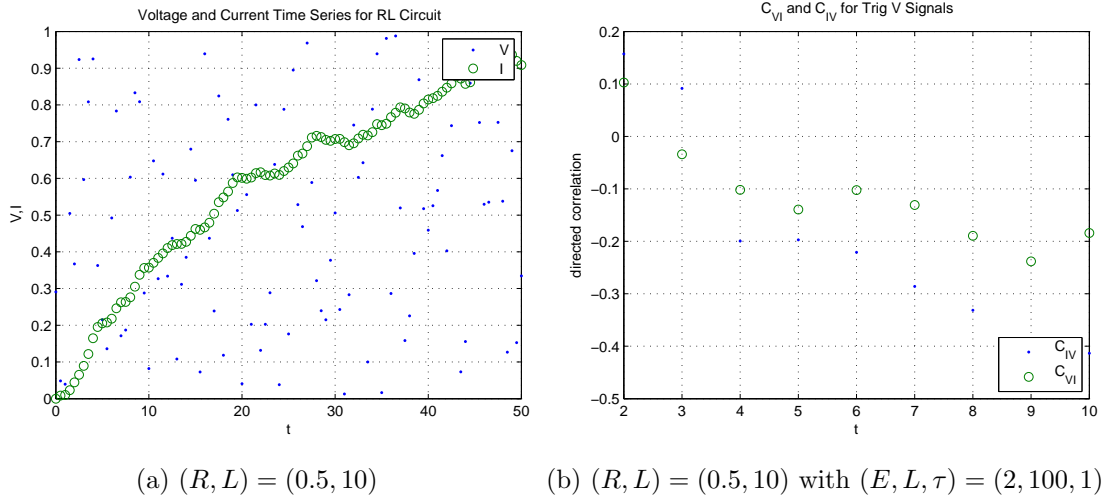 Voltage and Current Time Series for RL Circuit
1
0.9
0.8
0.7
0.6
0.5
0.4
0.3
0.2
0.1
0
V,I
0 10 20 30 40 50
t
V
I
(a) (R, L) = (0.5, 10)
C_VI and C_IV for Trig V Signals
0.2
0.1
0
−0.1
−0.2
−0.3
−0.4
−0.5
directed correlation
2 3 4 5 6 7 8 9 10
t
C_IV
C_VI
(b) (R, L) = (0.5, 10) with (E, L, τ) = (2, 100, 1)